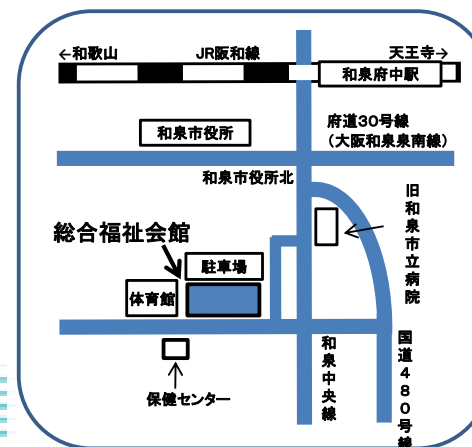 ←和歌山
JR阪和線
天王寺→
和泉府中駅
和泉市役所
府道30号線
(大阪和泉泉南線)
和泉市役所北
旧和泉市立病院
総合福祉会館
駐車場
体育館
保健センター
和泉中央線
国道480号線